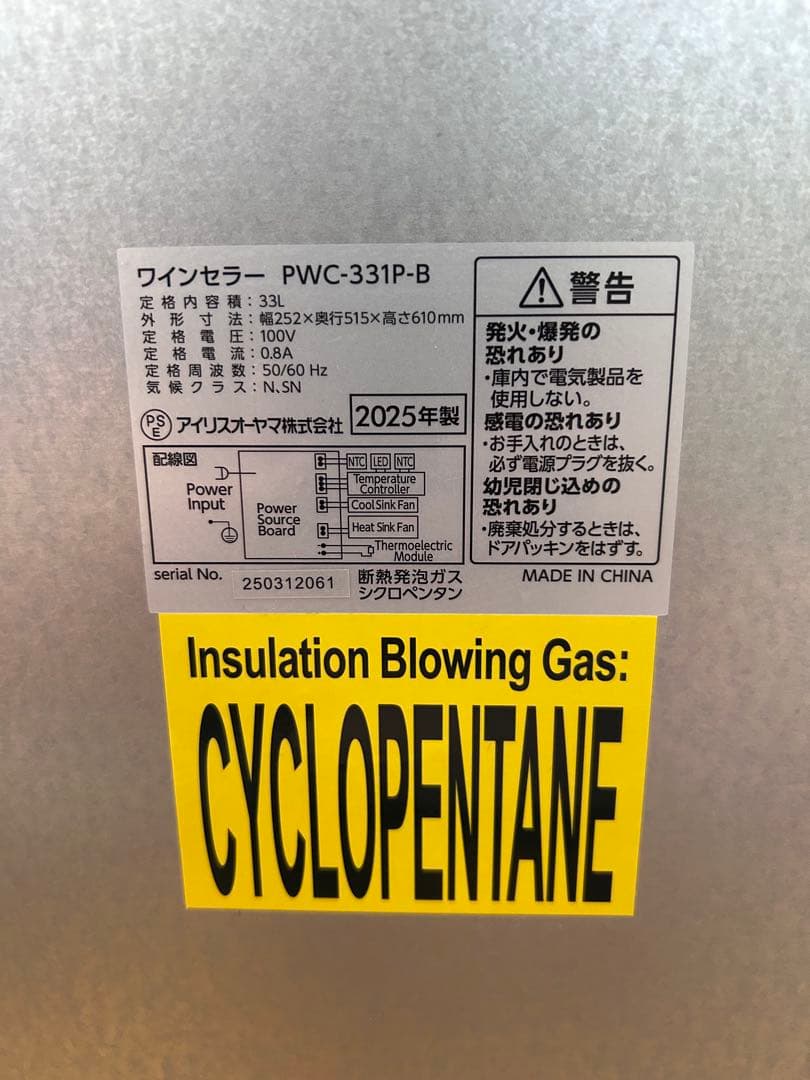 ワインセラー PWC-331P-B
定格内容積：33L
外形寸法：幅252×奥行515×高さ610mm
定格電圧：100V
定格電流：0.8A
定格周波数：50/60 Hz
気候クラス：N、SN
PSE アイリスオーヤマ株式会社 2025年製
配線図
Power Input
Power Source Board
NTC LED NTC
Temperature Controller
Cool Sink Fan
Heat Sink Fan
Thermoelectric Module
serial No. 250312061
断熱発泡ガス
シクロペンタン
警告
発火・爆発の
恐れあり
・庫内で電気製品を
使用しない。
感電の恐れあり
・お手入れのときは、
必ず電源プラグを抜く。
幼児閉じ込めの
恐れあり
・廃棄処分するときは、
ドアパッキンをはずす。
MADE IN CHINA
Insulation Blowing Gas:
CYCLOPENTANE